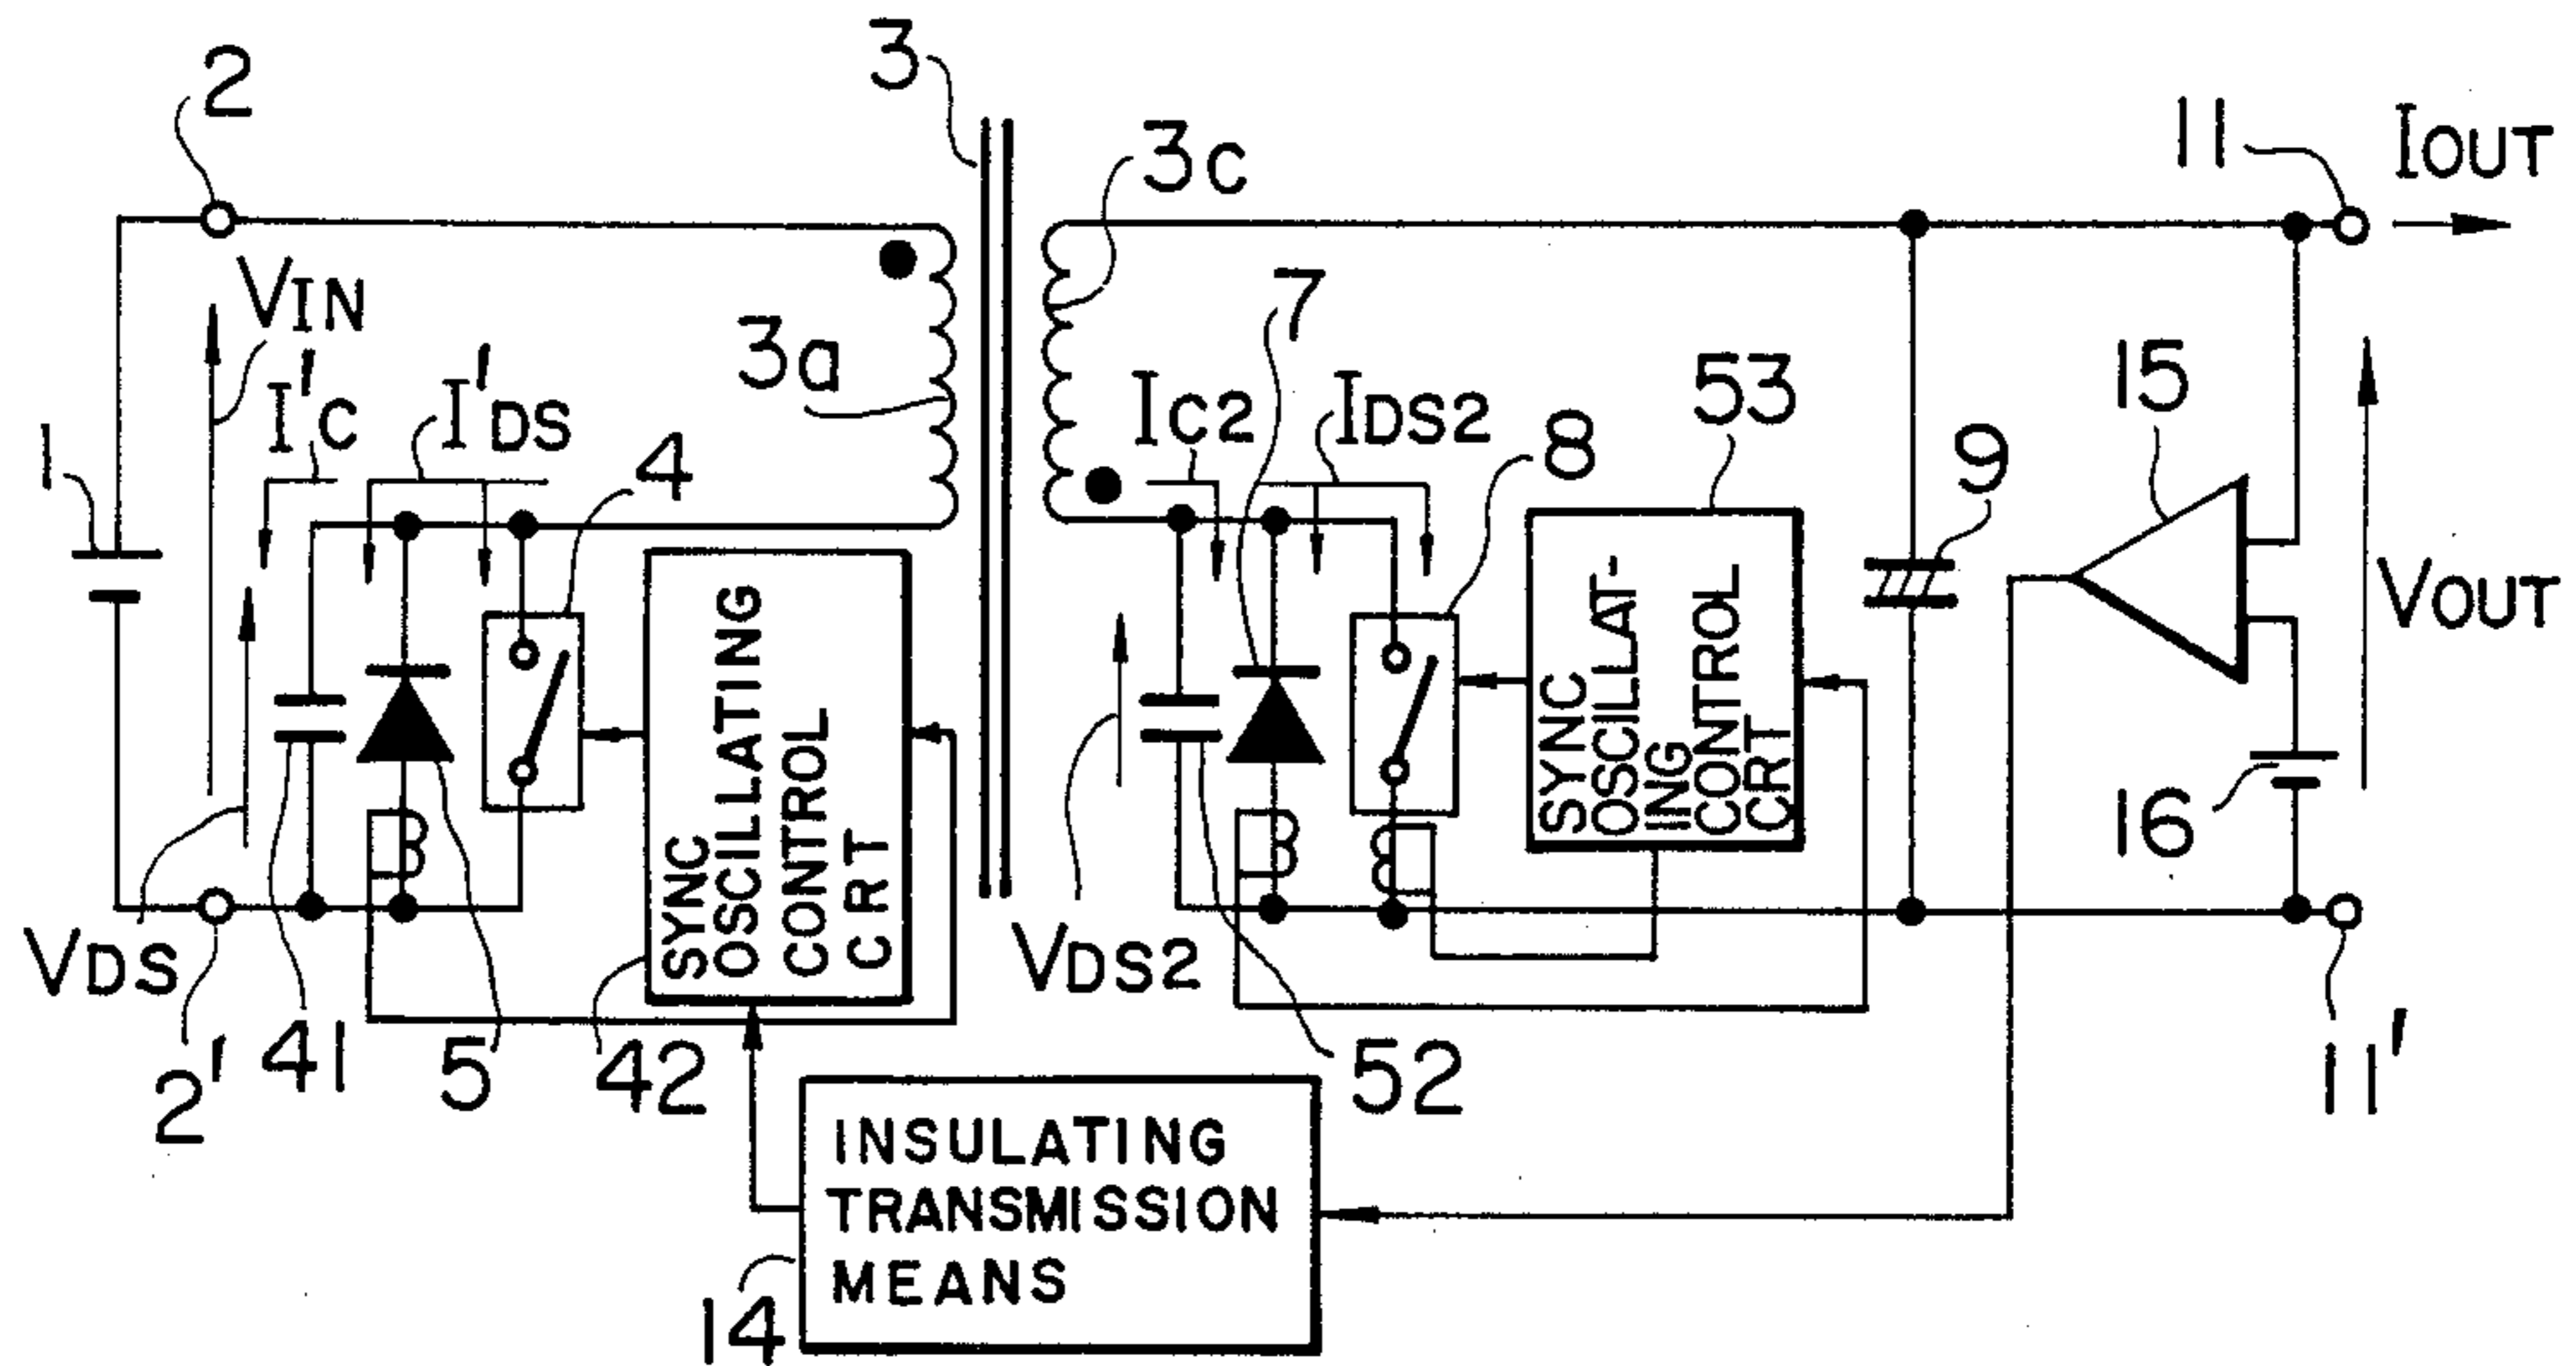 2
3
3c
11
IOUT
VIN
7
3a
I'C
I'DS
4
IC2
IDS2
8
53
9
15
1
VOUT
SYNC
OSCILLATING
CONTROL
CRT
SYNC
OSCILLAT-
ING
CONTROL
CRT
16
VDS
VDS2
2'
41
5
42
52
11'
INSULATING
TRANSMISSION
MEANS
14